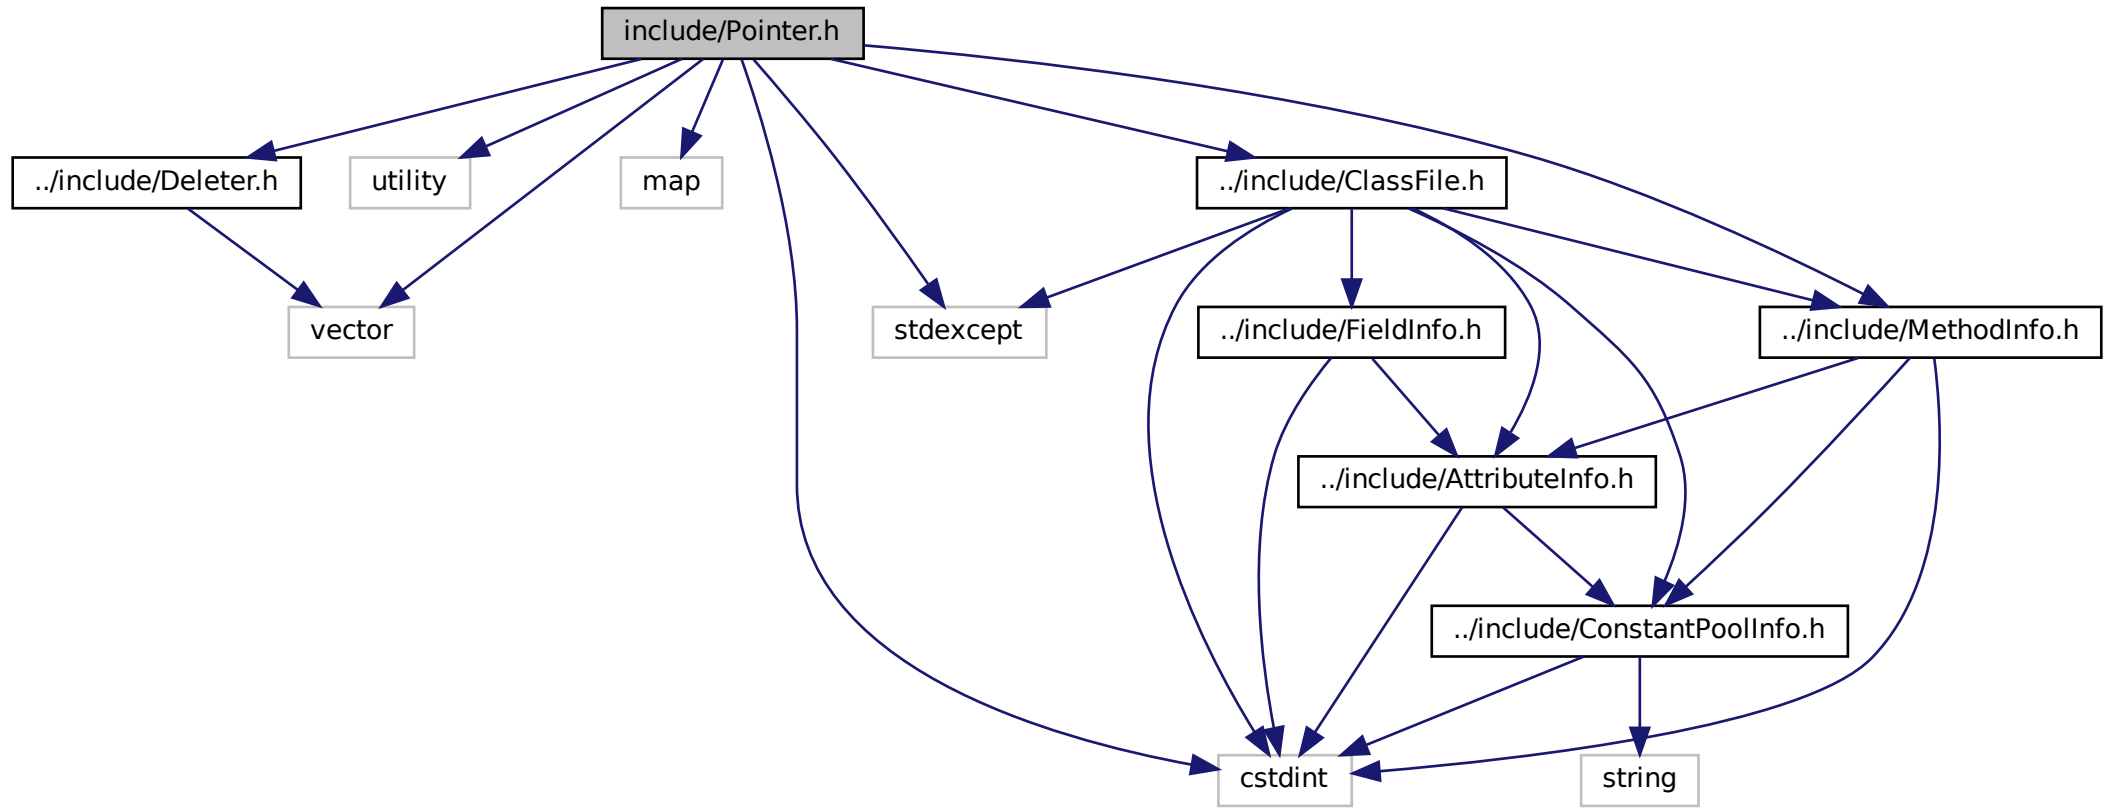 include/Pointer.h
../include/Deleter.h
utility
map
../include/ClassFile.h
vector
stdexcept
../include/FieldInfo.h
../include/MethodInfo.h
../include/AttributeInfo.h
../include/ConstantPoolInfo.h
cstdint
string